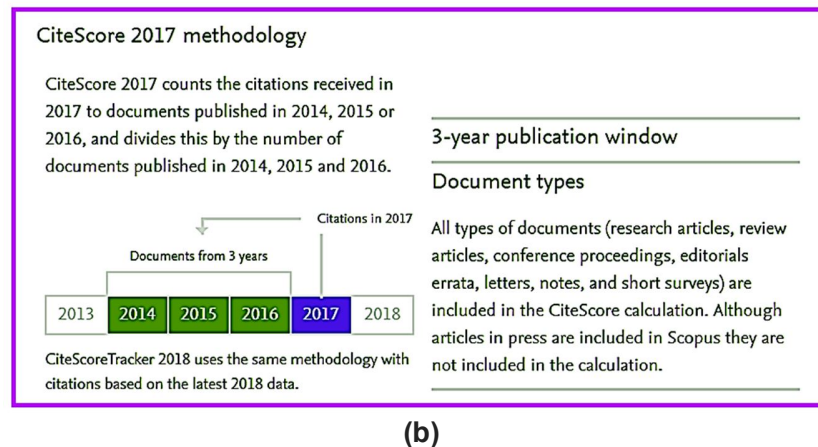 CiteScore 2017 methodology
CiteScore 2017 counts the citations received in
2017 to documents published in 2014, 2015 or
2016, and divides this by the number of
documents published in 2014, 2015 and 2016.
Citations in 2017
Documents from 3 years
2013 2014 2015 2016 2017 2018
CiteScoreTracker 2018 uses the same methodology with
citations based on the latest 2018 data.
3-year publication window
Document types
All types of documents (research articles, review
articles, conference proceedings, editorials
errata, letters, notes, and short surveys) are
included in the CiteScore calculation. Although
articles in press are included in Scopus they are
not included in the calculation.
(b)